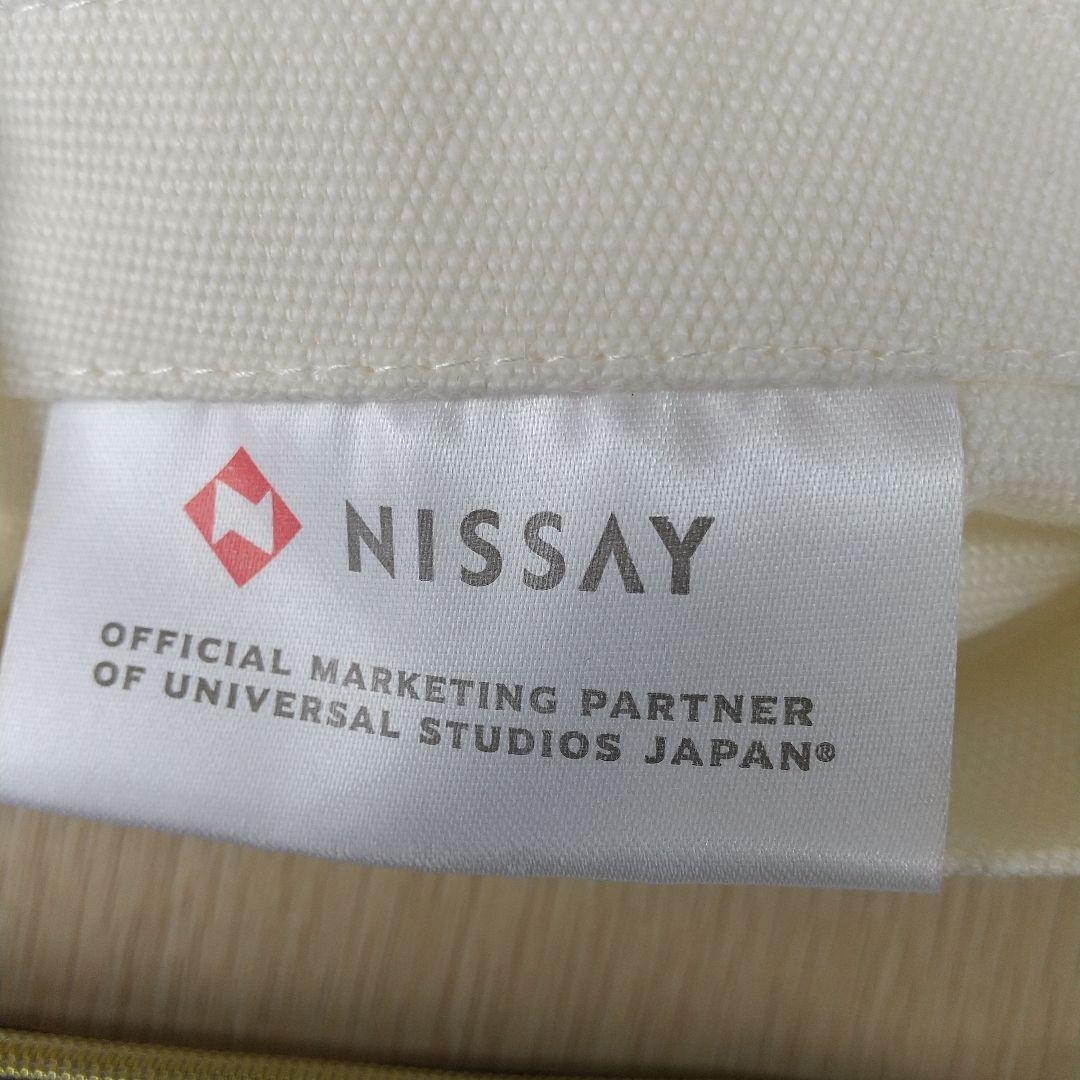 NISSAY
OFFICIAL MARKETING PARTNER
OF UNIVERSAL STUDIOS JAPAN®